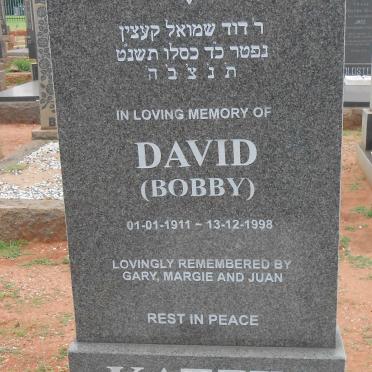 ר דוד שמואל קעצין
נפטר כד כסלו תשנט
ת נ צ ב ה
IN LOVING MEMORY OF
DAVID
(BOBBY)
01-01-1911 ~ 13-12-1998
LOVINGLY REMEMBERED BY
GARY, MARGIE AND JUAN
REST IN PEACE